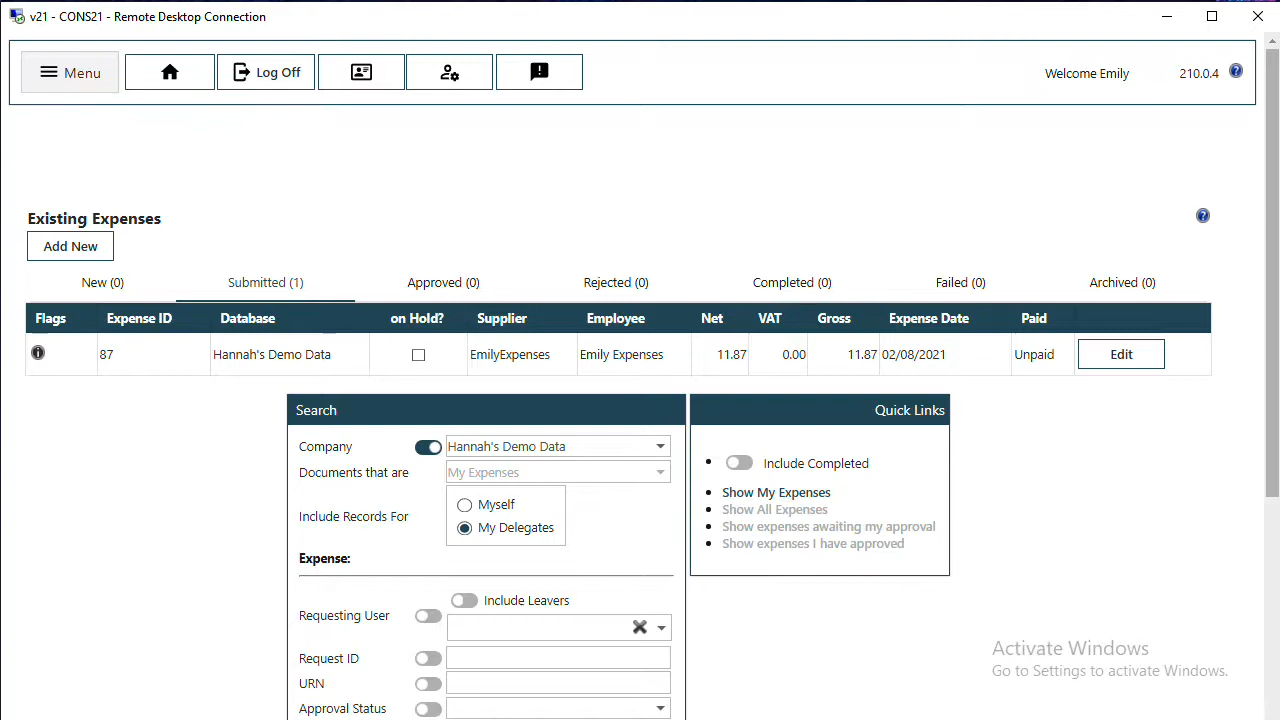 v21 - CONS21 - Remote Desktop Connection
Menu Log Off Welcome Emily 210.0.4
Existing Expenses
Add New
New (0) Submitted (1) Approved (0) Rejected (0) Completed (0) Failed (0) Archived (0)
Flags Expense ID Database on Hold? Supplier Employee Net VAT Gross Expense Date Paid
87 Hannah's Demo Data EmilyExpenses Emily Expenses 11.87 0.00 11.87 02/08/2021 Unpaid Edit
Search
Company Hannah's Demo Data
Documents that are My Expenses
Include Records For
Myself
My Delegates
Expense:
Include Leavers
Requesting User
Request ID
URN
Approval Status
Quick Links
Include Completed
Show My Expenses
Show All Expenses
Show expenses awaiting my approval
Show expenses I have approved
Activate Windows
Go to Settings to activate Windows.